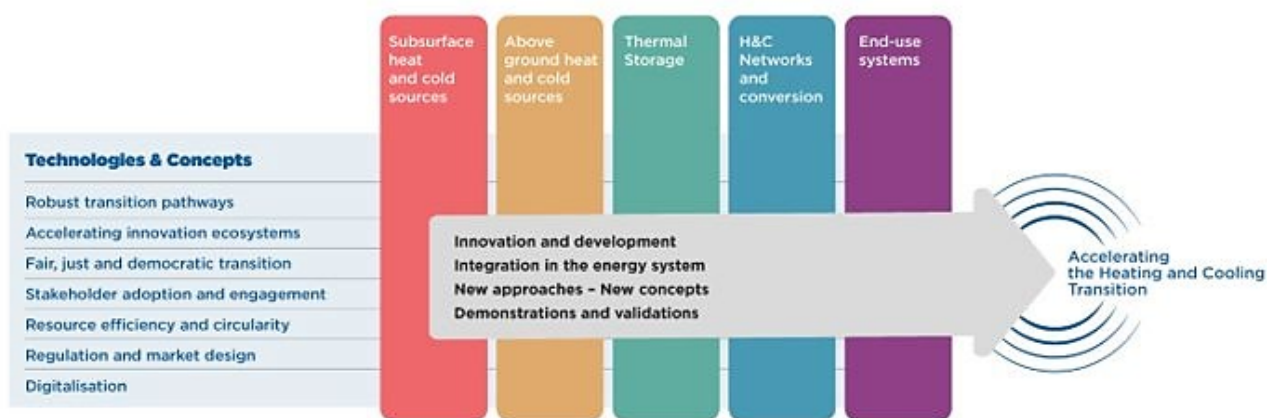 Subsurface
heat
and cold
sources
Above
ground heat
and cold
sources
Thermal
Storage
H&C
Networks
and
conversion
End-use
systems
Technologies & Concepts
Robust transition pathways
Accelerating innovation ecosystems
Fair, just and democratic transition
Stakeholder adoption and engagement
Resource efficiency and circularity
Regulation and market design
Digitalisation
Innovation and development
Integration in the energy system
New approaches – New concepts
Demonstrations and validations
Accelerating
the Heating and Cooling
Transition